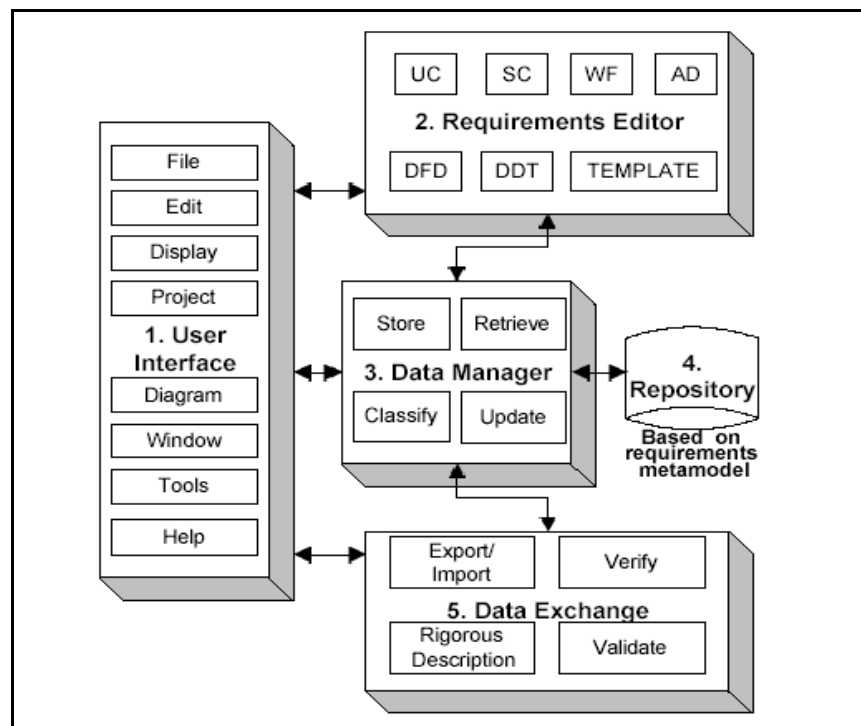 UC
SC
WF
AD
2. Requirements Editor
DFD
DDT
TEMPLATE
File
Edit
Display
Project
1. User
Interface
Diagram
Window
Tools
Help
Store
Retrieve
3. Data Manager
Classify
Update
4.
Repository
Based on
requirements
metamodel
Export/
Import
Verify
5. Data Exchange
Rigorous
Description
Validate